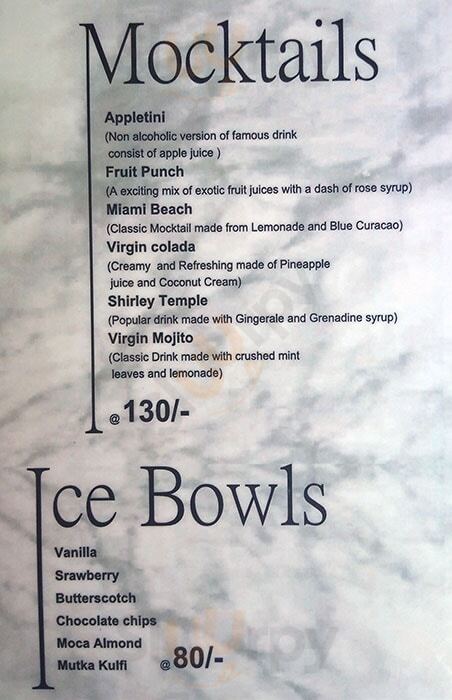 Mocktails
Appletini
(Non alcoholic version of famous drink
consist of apple juice )
Fruit Punch
(A exciting mix of exotic fruit juices with a dash of rose syrup)
Miami Beach
(Classic Mocktail made from Lemonade and Blue Curacao)
Virgin colada
(Creamy and Refreshing made of Pineapple
juice and Coconut Cream)
Shirley Temple
(Popular drink made with Gingerale and Grenadine syrup)
Virgin Mojito
(Classic Drink made with crushed mint
leaves and lemonade)
@ 130/-
Ice Bowls
Vanilla
Srawberry
Butterscotch
Chocolate chips
Moca Almond
Mutka Kulfi @ 80/-